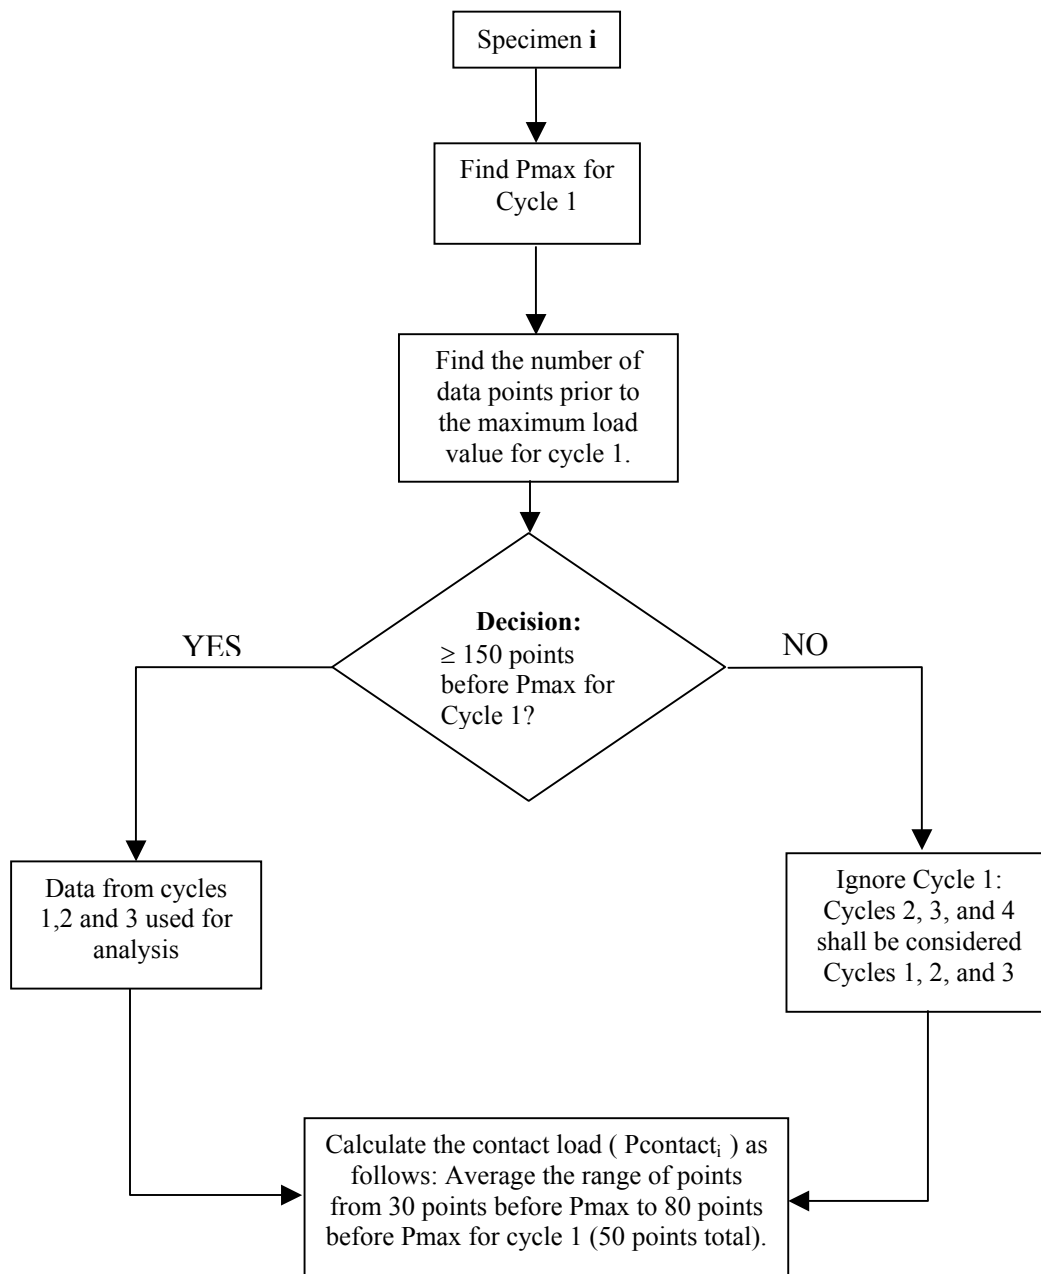 Specimen i
Find Pmax for
Cycle 1
Find the number of
data points prior to
the maximum load
value for cycle 1.
Decision:
≥ 150 points
before Pmax for
Cycle 1?
YES
NO
Data from cycles
1,2 and 3 used for
analysis
Ignore Cycle 1:
Cycles 2, 3, and 4
shall be considered
Cycles 1, 2, and 3
Calculate the contact load ( Pcontactᵢ ) as
follows: Average the range of points
from 30 points before Pmax to 80 points
before Pmax for cycle 1 (50 points total).